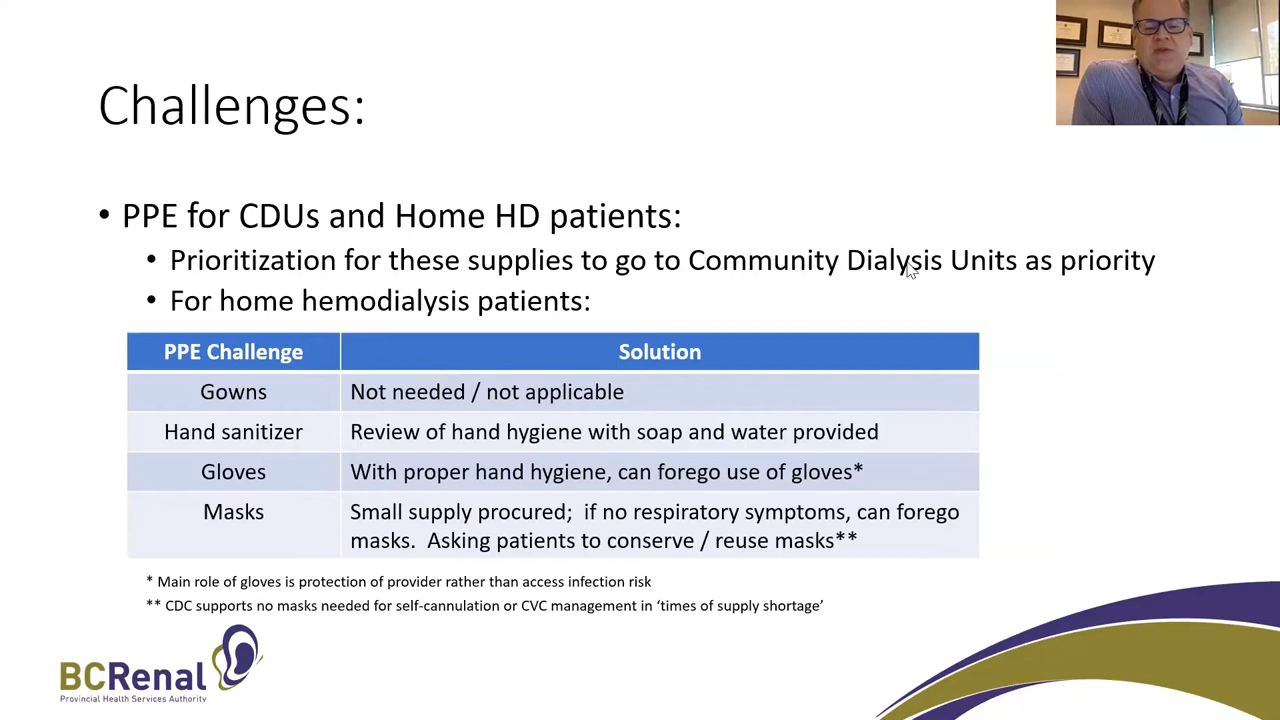 Challenges:
• PPE for CDUs and Home HD patients:
• Prioritization for these supplies to go to Community Dialysis Units as priority
• For home hemodialysis patients:
PPE Challenge Solution
Gowns Not needed / not applicable
Hand sanitizer Review of hand hygiene with soap and water provided
Gloves With proper hand hygiene, can forego use of gloves*
Masks Small supply procured; if no respiratory symptoms, can forego
masks. Asking patients to conserve / reuse masks**
* Main role of gloves is protection of provider rather than access infection risk
** CDC supports no masks needed for self-cannulation or CVC management in ‘times of supply shortage’
BCRenal
Provincial Health Services Authority